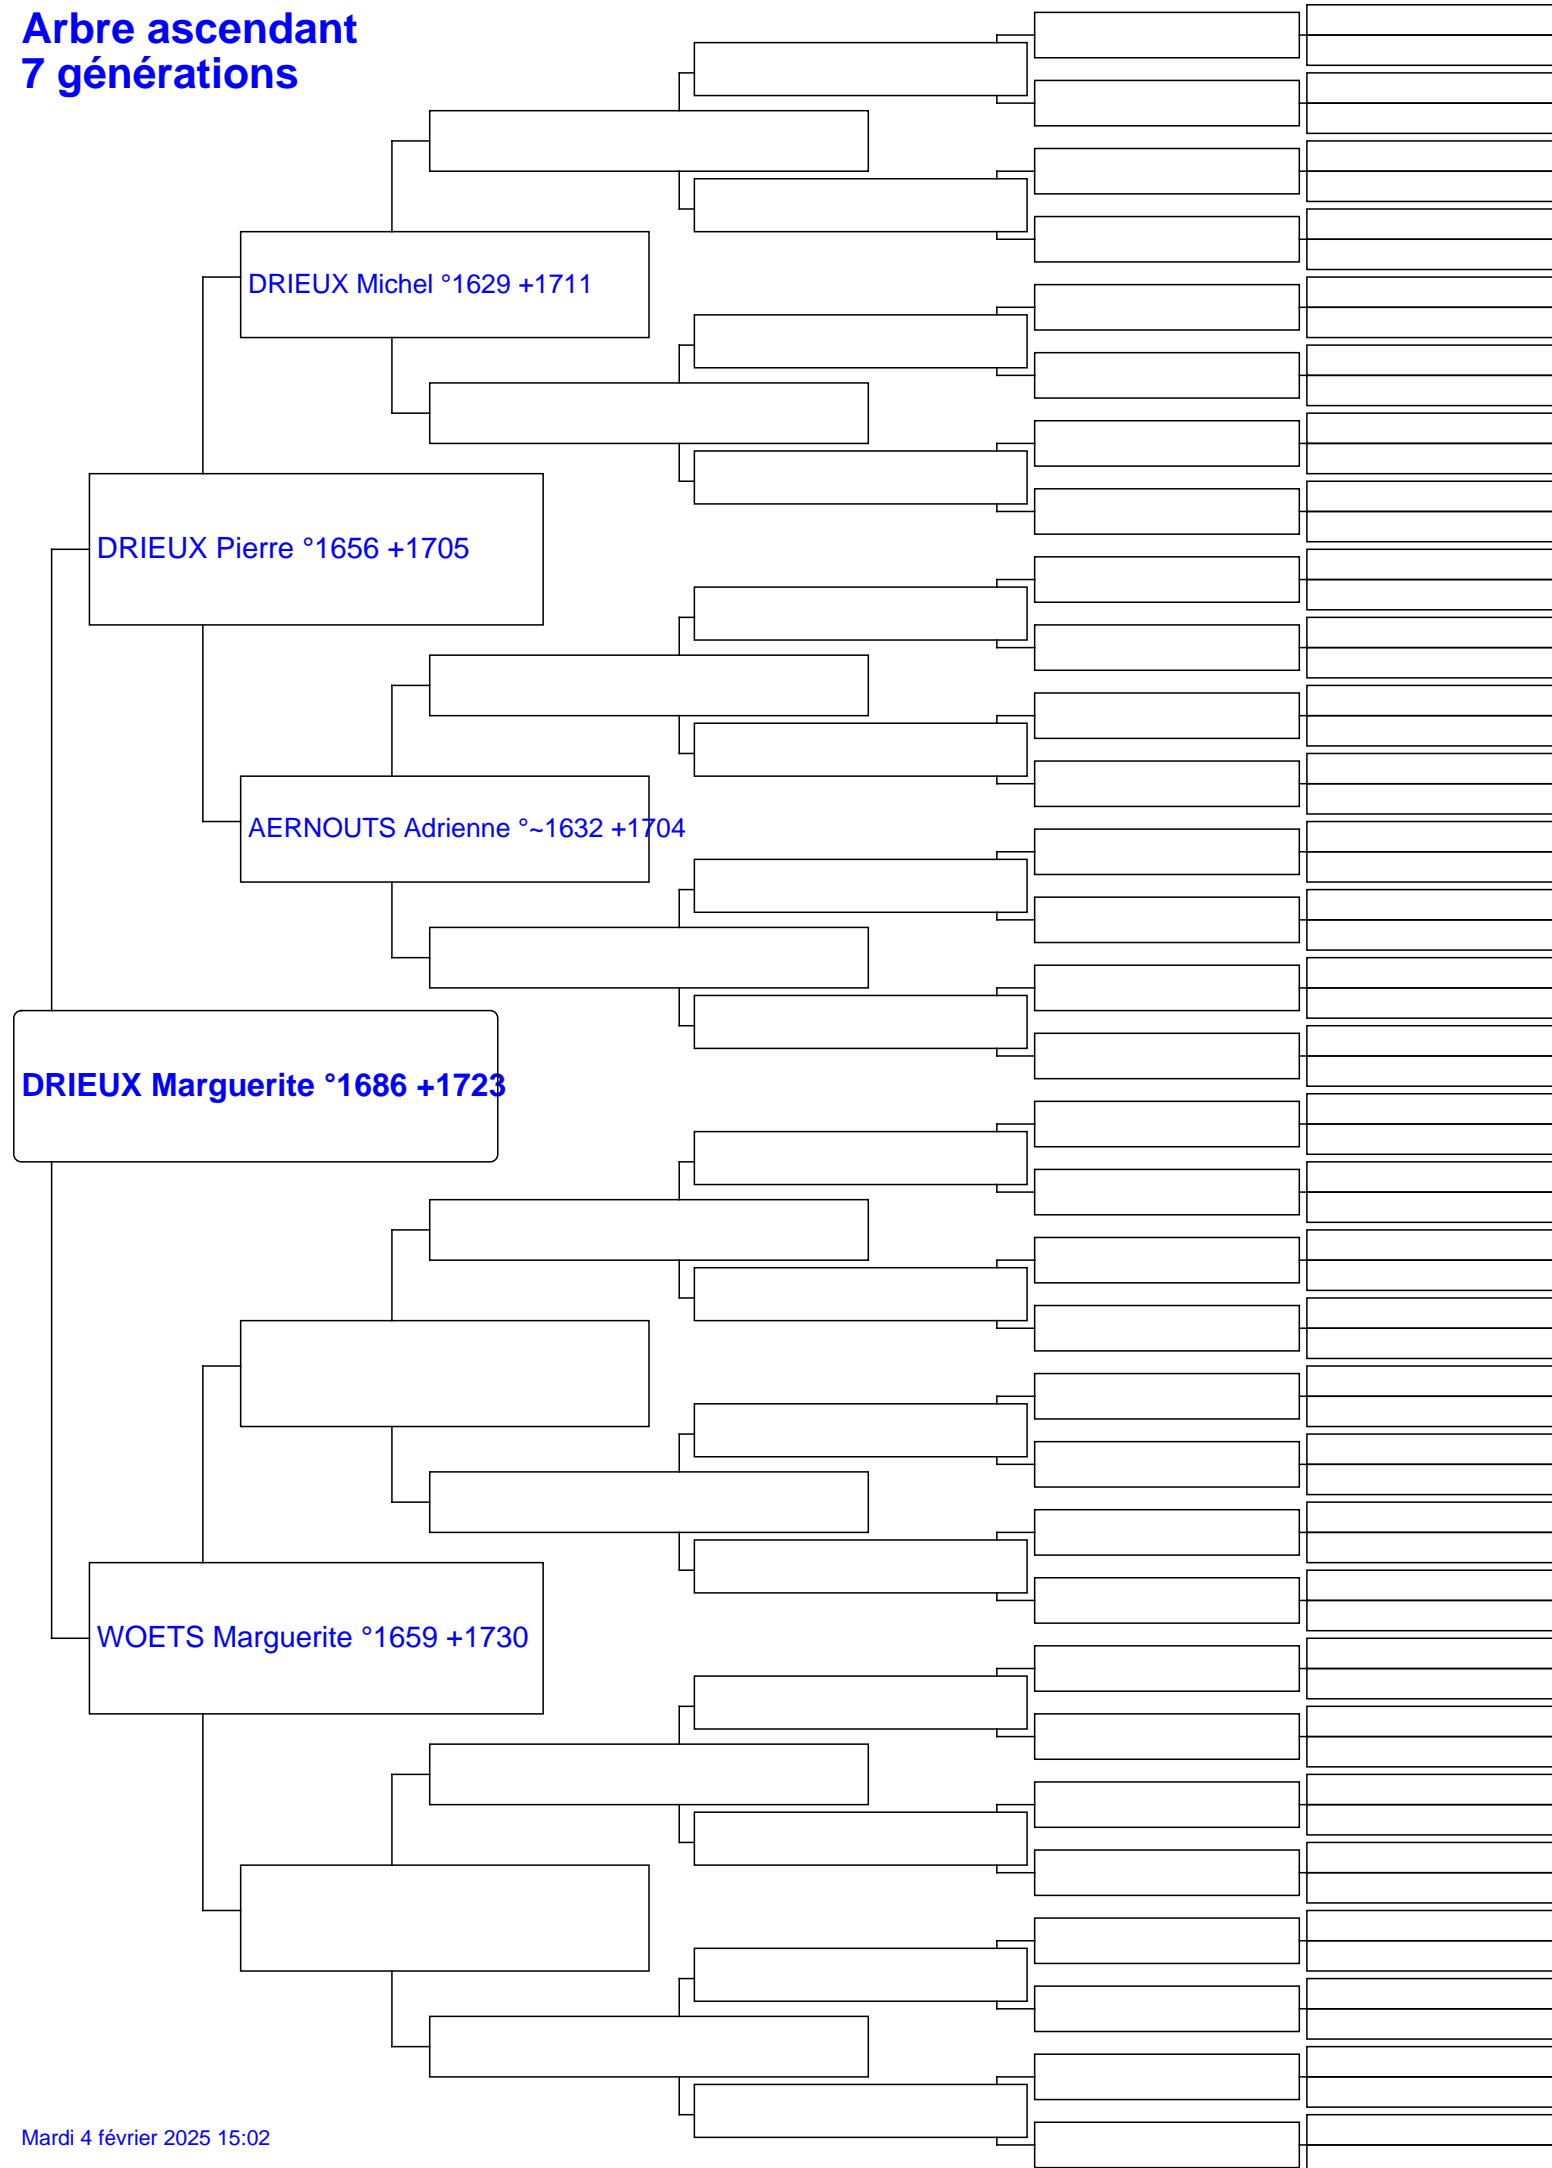 Arbre ascendant
7 générations
DRIEUX Michel °1629 +1711
DRIEUX Pierre °1656 +1705
AERNOUTS Adrienne °~1632 +1704
DRIEUX Marguerite °1686 +1723
WOETS Marguerite °1659 +1730
Mardi 4 février 2025 15:02